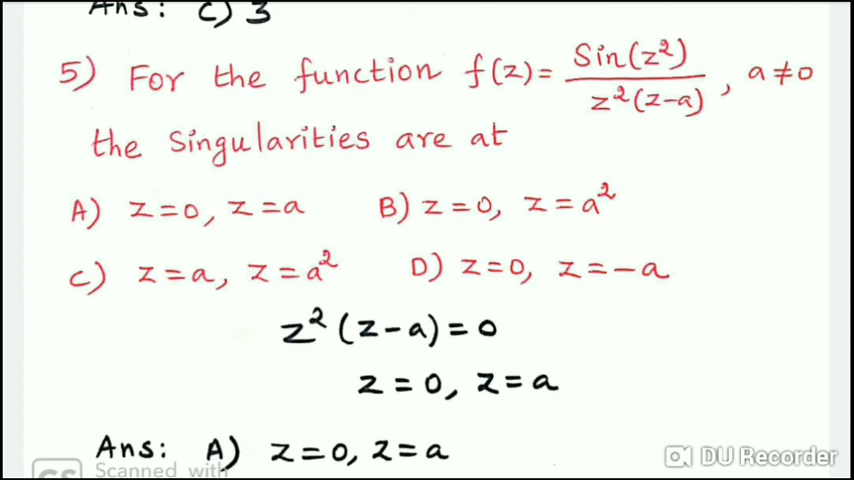 Ans: C) 3
5) For the function f(z) = Sin(z²) / z²(z-a), a≠0
the singularities are at
A) z=0, z=a B) z=0, z=a²
C) z=a, z=a² D) z=0, z=-a
z²(z-a)=0
z=0, z=a
Ans: A) z=0, z=a
CS Scanned with
DU Recorder